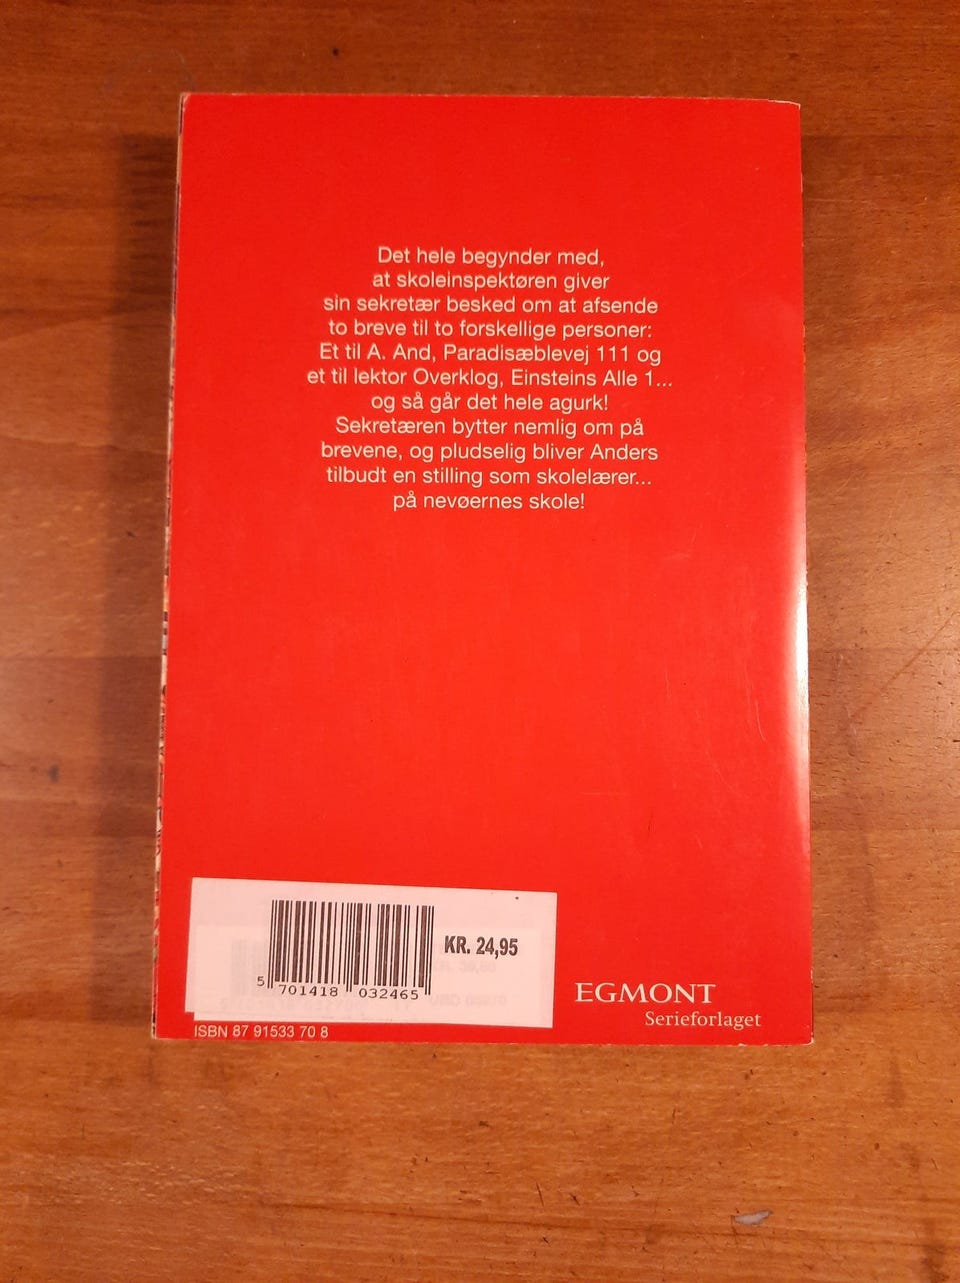 Det hele begynder med,
at skoleinspektøren giver
sin sekretær besked om at afsende
to breve til to forskellige personer:
Et til A. And, Paradisæblevej 111 og
et til lektor Overklog, Einsteins Alle 1...
og så går det hele agurk!
Sekretæren bytter nemlig om på
brevene, og pludselig bliver Anders
tilbudt en stilling som skolelærer...
på nevøernes skole!
KR. 24,95
5 701418 032465
ISBN 87 91533 70 8
EGMONT
Serieforlaget